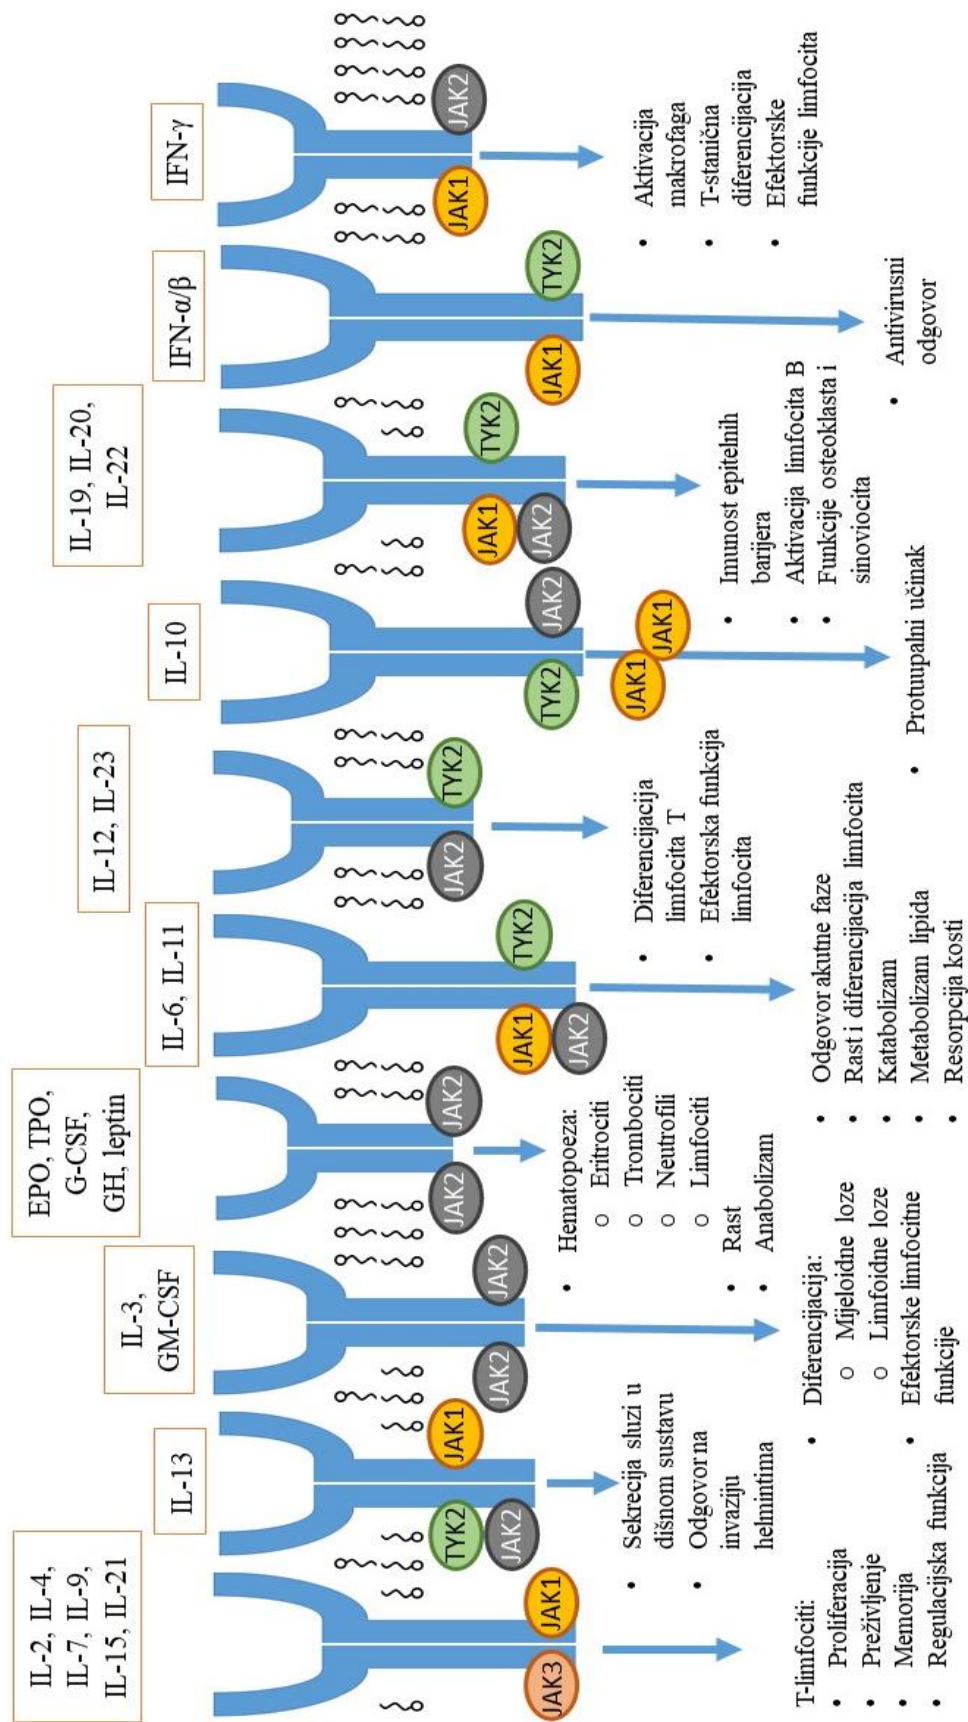 IL-2, IL-4,
IL-7, IL-9,
IL-15, IL-21
JAK3
JAK1
T-limfociti:
• Proliferacija
• Preživljenje
• Memorija
• Regulacijska funkcija
IL-13
TYK2
JAK2
JAK1
• Sekrecija sluzi u
dišnom sustavu
• Odgovor na
invaziju
helmintima
IL-3,
GM-CSF
JAK2
JAK2
• Diferencijacija:
o Mijeloidne loze
o Limfoidne loze
• Efektorske limfocitne
funkcije
EPO, TPO,
G-CSF,
GH, leptin
JAK2
JAK2
• Hematopoeza:
o Eritrociti
o Trombociti
o Neutrofili
o Limfociti
• Rast
• Anabolizam
IL-6, IL-11
JAK1
JAK2
TYK2
• Odgovor akutne faze
• Rast i diferencijacija limfocita
• Katabolizam
• Metabolizam lipida
• Resorpcija kosti
IL-12, IL-23
JAK2
TYK2
• Diferencijacija
limfocita T
• Efektorska funkcija
limfocita
IL-10
TYK2
JAK2
JAK1
JAK1
• Protuupalni učinak
IL-19, IL-20,
IL-22
JAK1
JAK2
TYK2
• Imunost epitelnih
barijera
• Aktivacija limfocita B
• Funkcije osteoklasta i
sinoviocita
IFN-α/β
JAK1
TYK2
• Antivirusni
odgovor
IFN-γ
JAK1
JAK2
• Aktivacija
makrofaga
• T-stanična
diferencijacija
• Efektorske
funkcije limfocita